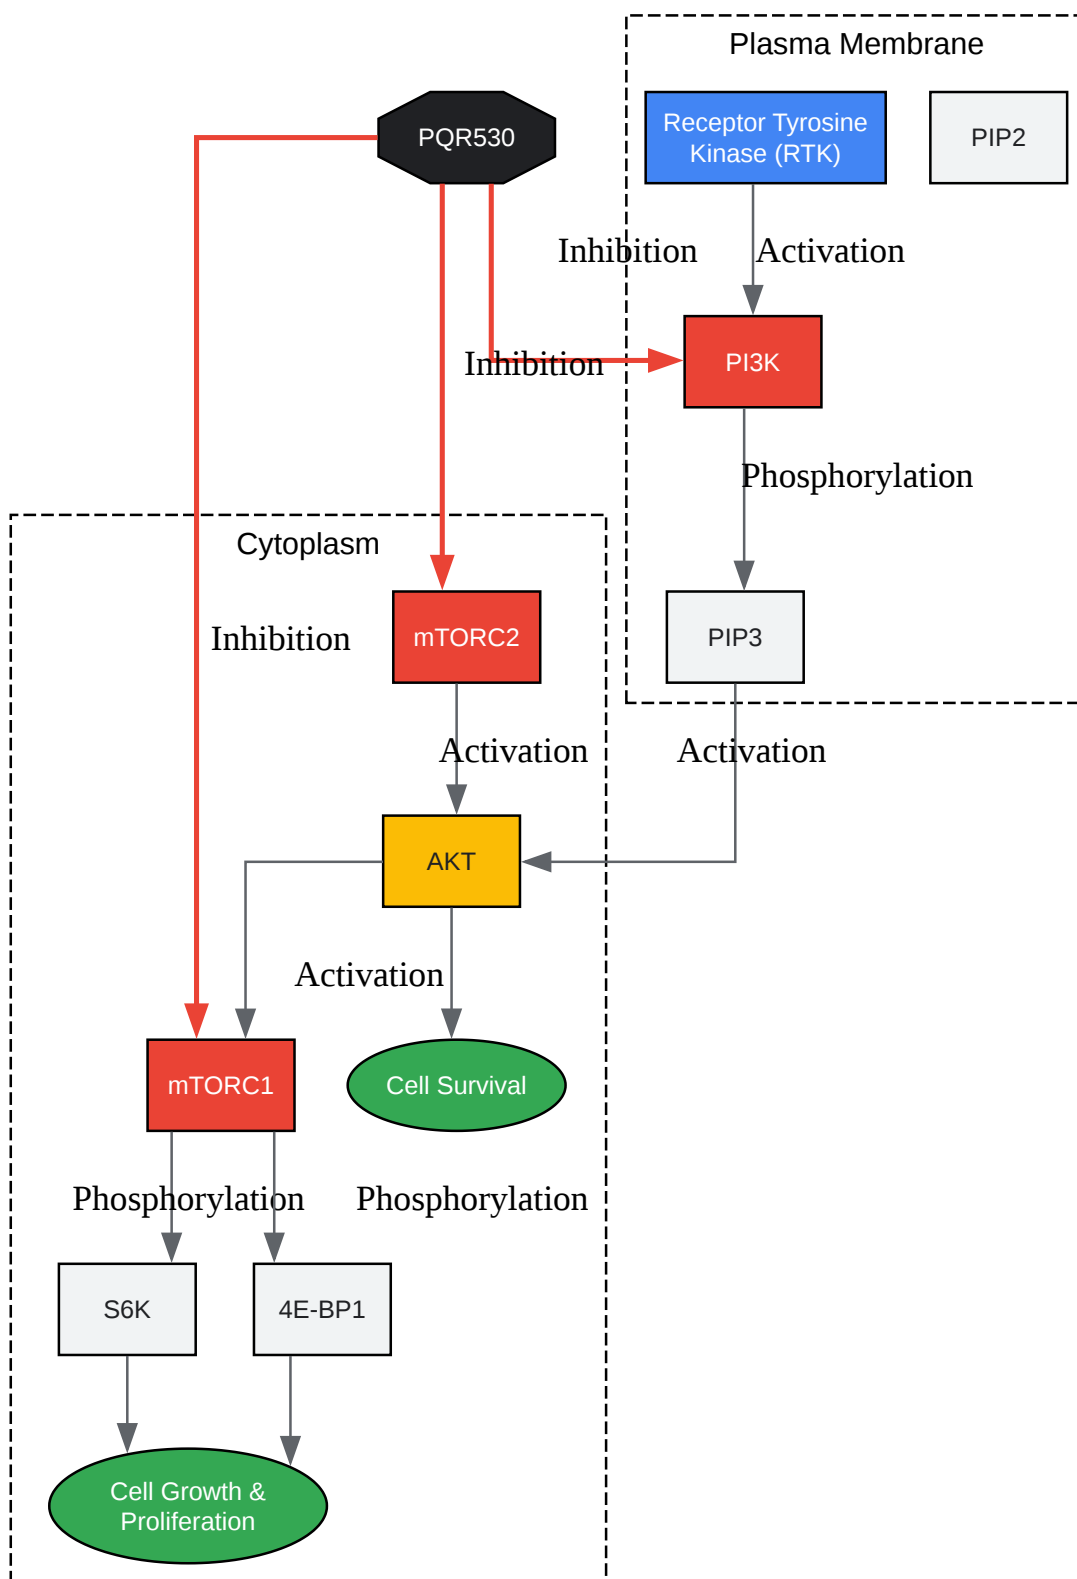 Plasma Membrane
PQR530
Receptor Tyrosine
Kinase (RTK)
PIP2
Inhibition
Activation
Inhibition
PI3K
Phosphorylation
Cytoplasm
Inhibition
mTORC2
PIP3
Activation
Activation
AKT
Activation
mTORC1
Cell Survival
Phosphorylation
Phosphorylation
S6K
4E-BP1
Cell Growth &
Proliferation